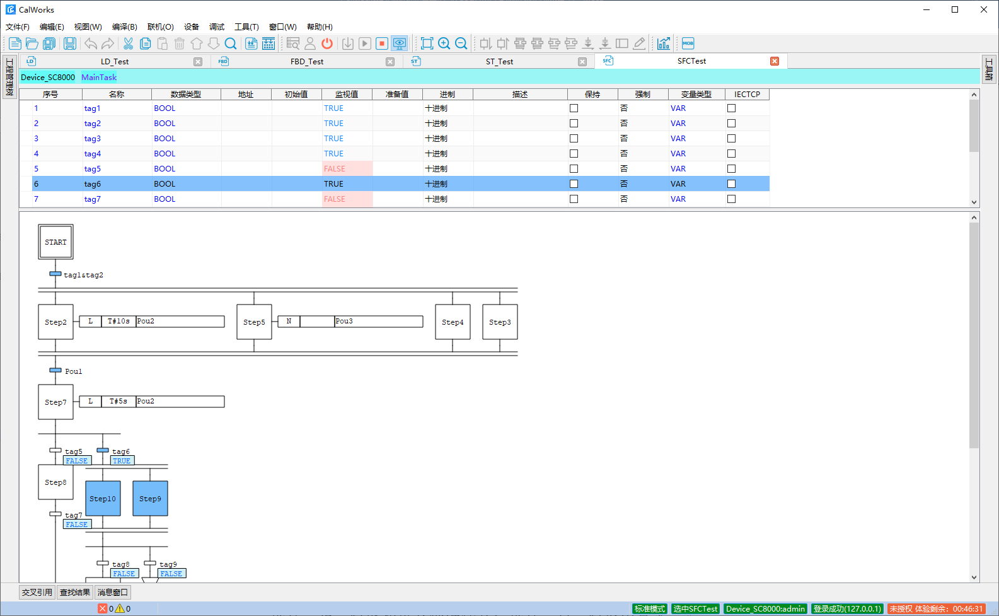 CalWorks
文件(F) 编辑(E) 视图(W) 编译(B) 联机(O) 设备 调试 工具(T) 窗口(W) 帮助(H)
MOB
工程管理树
LD LD_Test FBD FBD_Test ST ST_Test SFC SFCTest
工具箱
Device_SC8000 MainTask
序号 名称 数据类型 地址 初始值 监视值 准备值 进制 描述 保持 强制 变量类型 IECTCP
1 tag1 BOOL TRUE 十进制 否 VAR
2 tag2 BOOL TRUE 十进制 否 VAR
3 tag3 BOOL TRUE 十进制 否 VAR
4 tag4 BOOL TRUE 十进制 否 VAR
5 tag5 BOOL FALSE 十进制 否 VAR
6 tag6 BOOL TRUE 十进制 否 VAR
7 tag7 BOOL FALSE 十进制 否 VAR
START
tag1&tag2
Step2 L T#10s Pou2 Step5 N Pou3 Step4 Step3
Pou1
Step7 L T#5s Pou2
tag5 tag6
FALSE TRUE
Step8
Step10 Step9
tag7
FALSE
tag8 tag9
FALSE FALSE
交叉引用 查找结果 消息窗口
0 0 标准模式 选中SFCTest Device_SC8000:admin 登录成功(127.0.0.1) 未授权 体验剩余：00:46:31